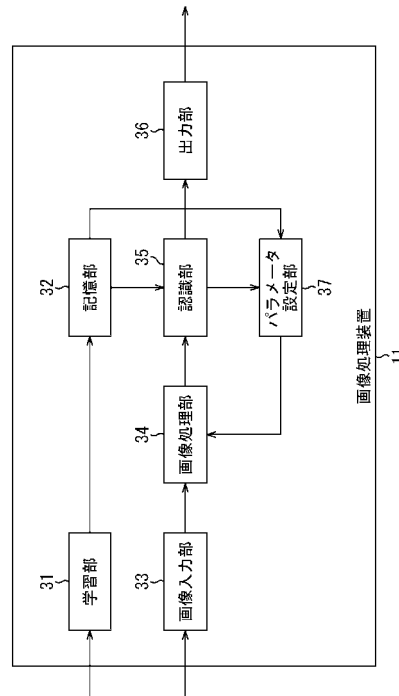 31
学習部
32
記憶部
33
画像入力部
34
画像処理部
35
認識部
36
出力部
パラメータ
設定部
37
画像処理装置
11